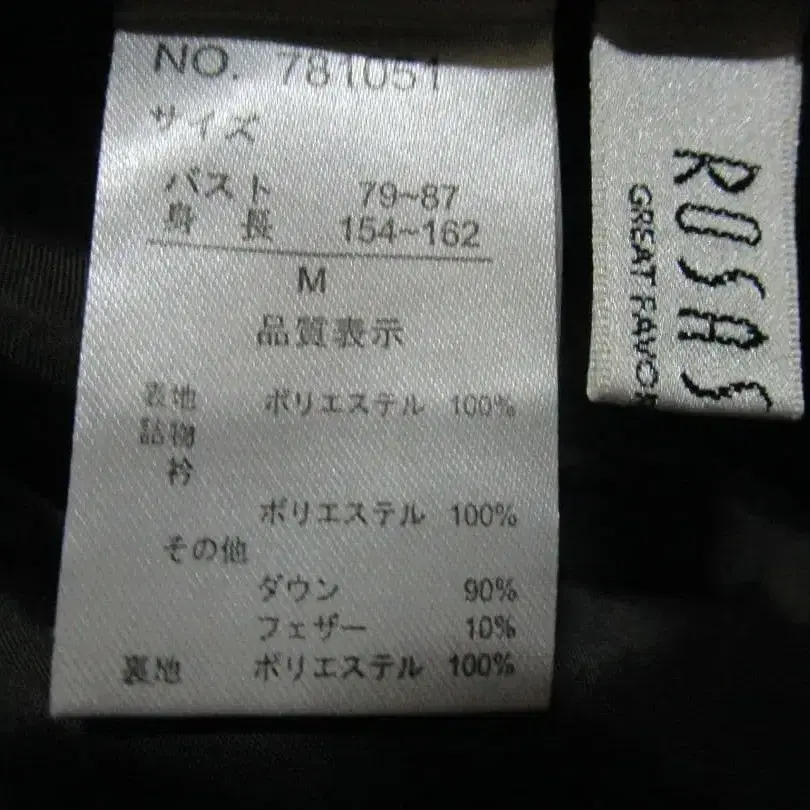 NO. 781051
サイズ
バスト 79~87
身 長 154~162
M
品質表示
表地 ポリエステル 100%
詰物
衿
ポリエステル 100%
その他
ダウン 90%
フェザー 10%
裏地 ポリエステル 100%
ROSAS
GREAT FAVOR